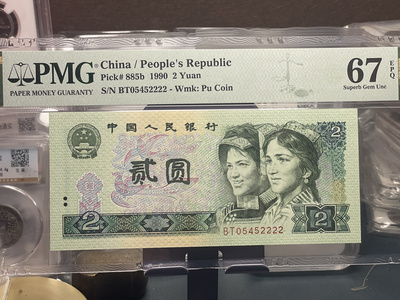 PMG
PAPER MONEY GUARANTY
China / People's Republic
Pick# 885b 1990 2 Yuan
S/N BT05452222 - Wmk: Pu Coin
67 EPQ
Superb Gem Unc
中国人民银行
2
贰圆
2
2
BT05452222